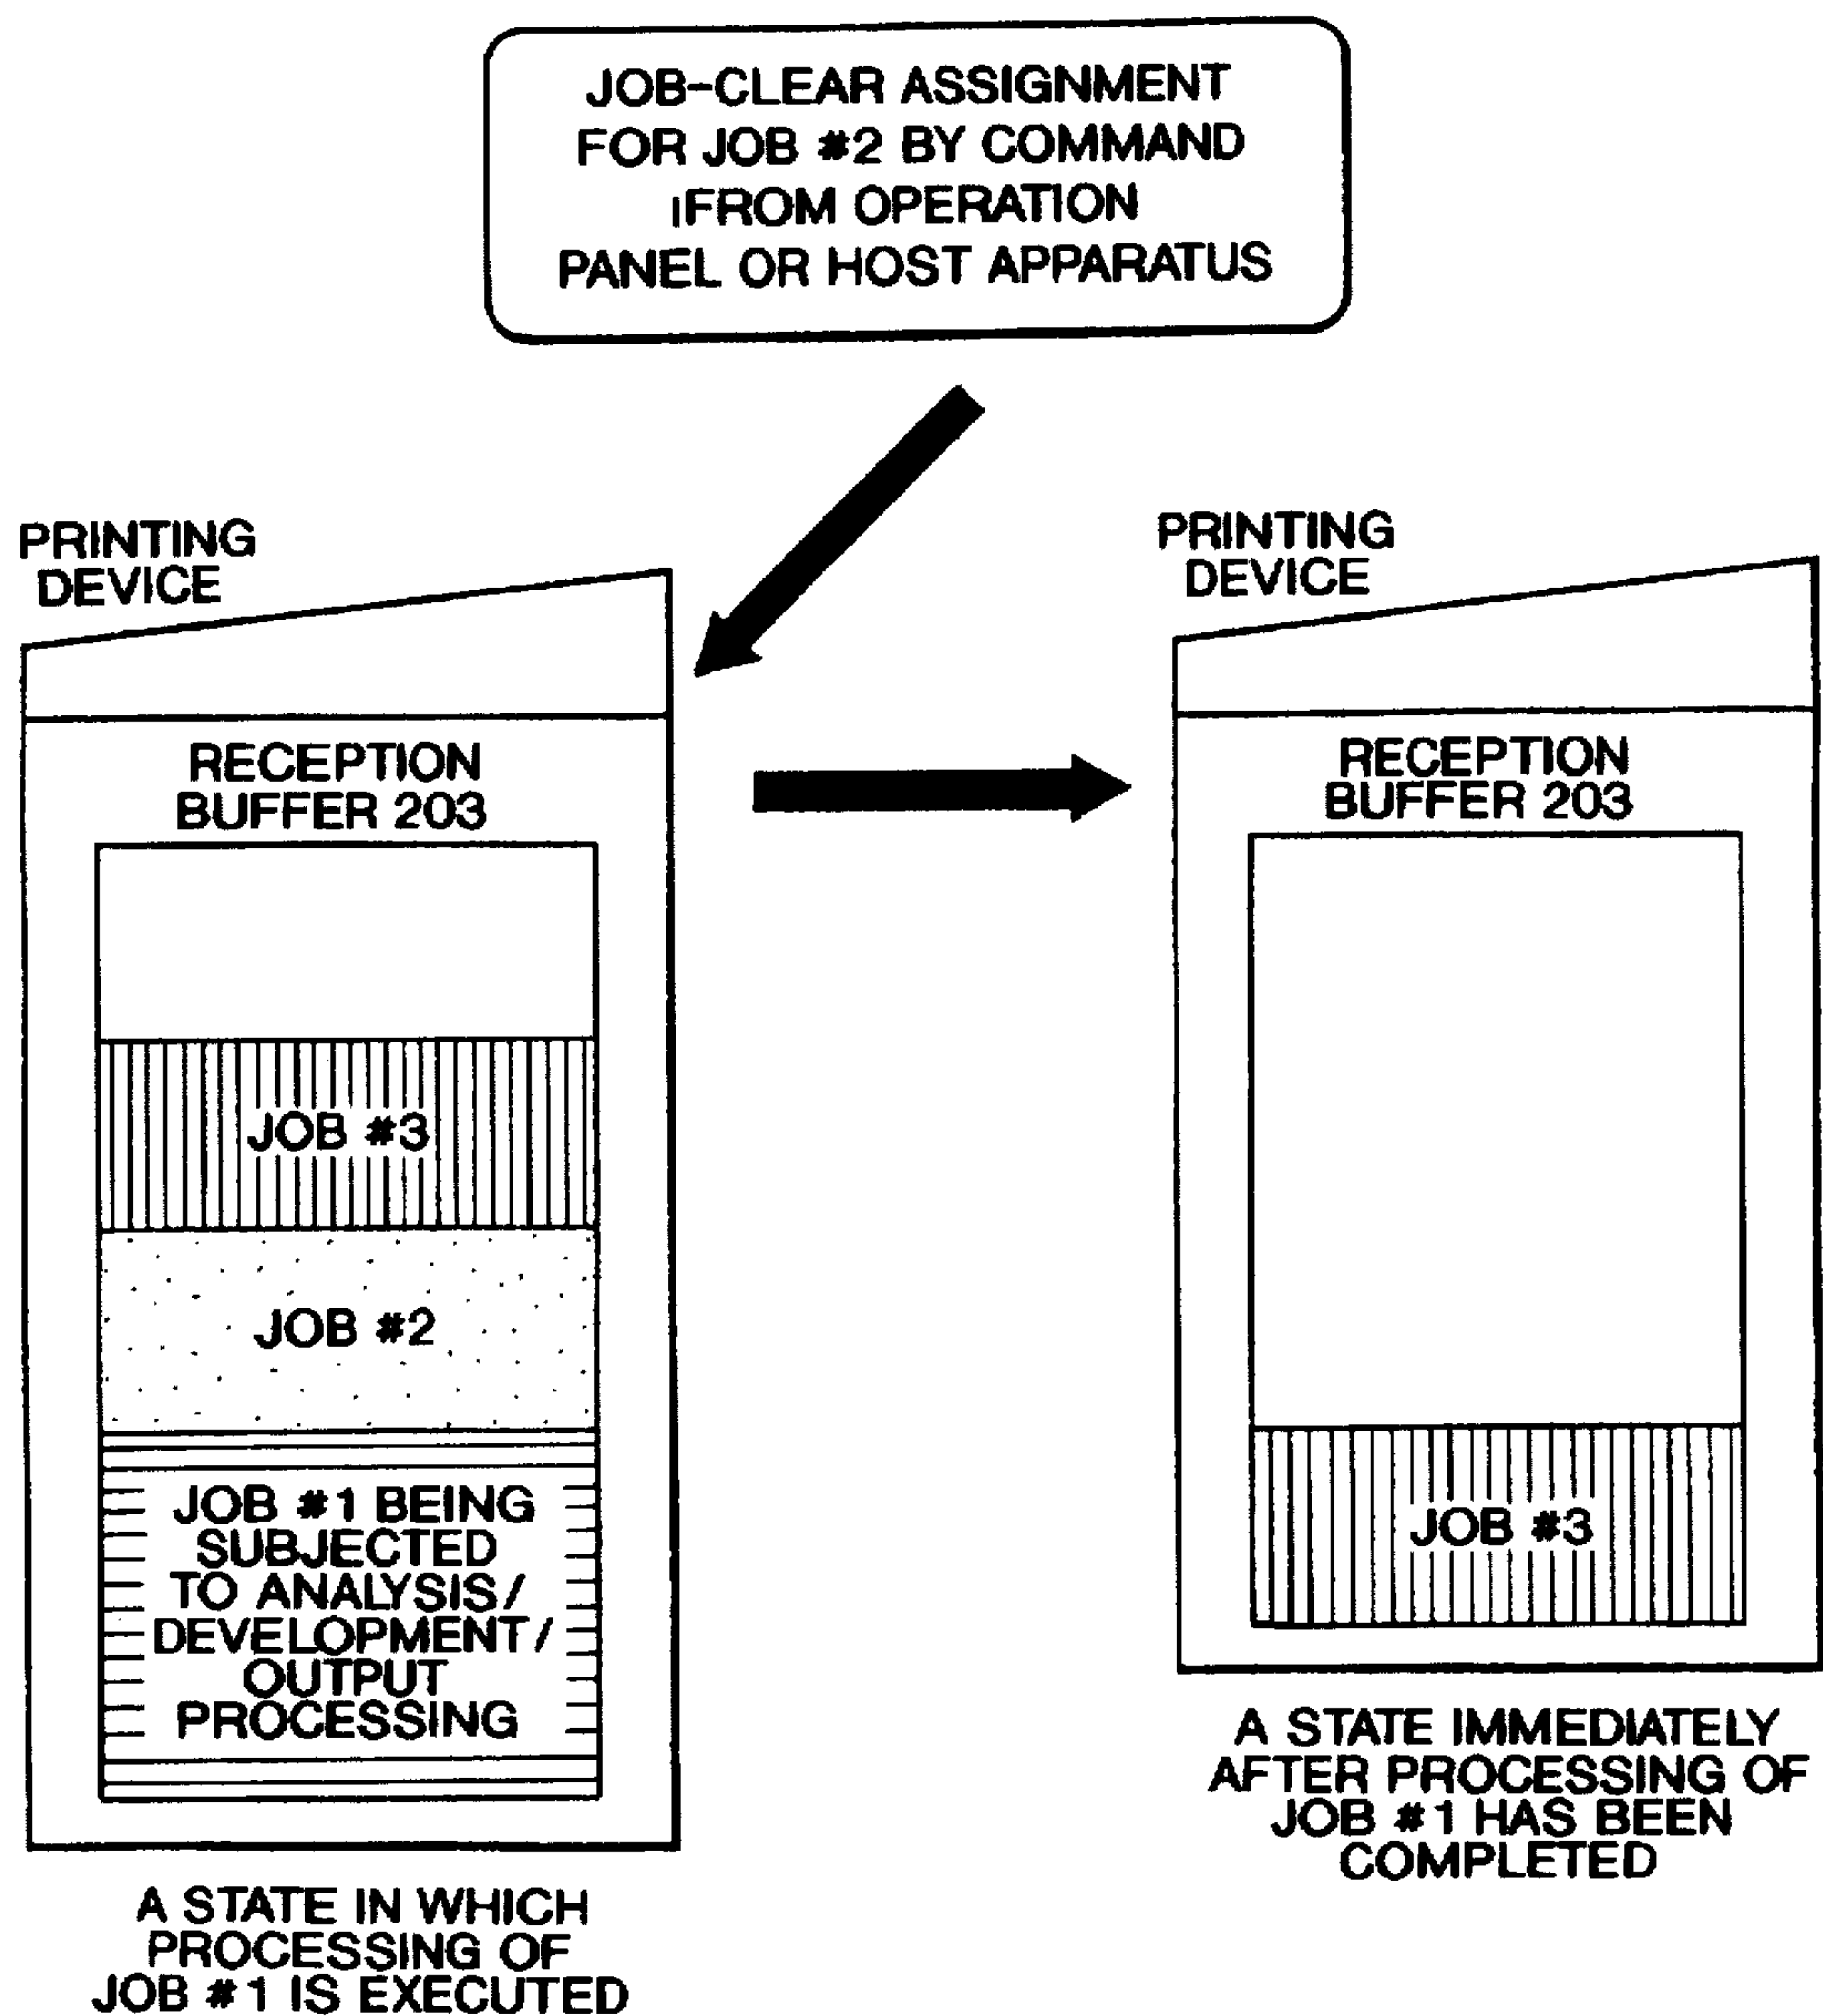 JOB-CLEAR ASSIGNMENT
FOR JOB #2 BY COMMAND
FROM OPERATION
PANEL OR HOST APPARATUS
PRINTING
DEVICE
RECEPTION
BUFFER 203
JOB #3
JOB #2
JOB #1 BEING
SUBJECTED
TO ANALYSIS/
DEVELOPMENT/
OUTPUT
PROCESSING
A STATE IN WHICH
PROCESSING OF
JOB #1 IS EXECUTED
PRINTING
DEVICE
RECEPTION
BUFFER 203
JOB #3
A STATE IMMEDIATELY
AFTER PROCESSING OF
JOB #1 HAS BEEN
COMPLETED